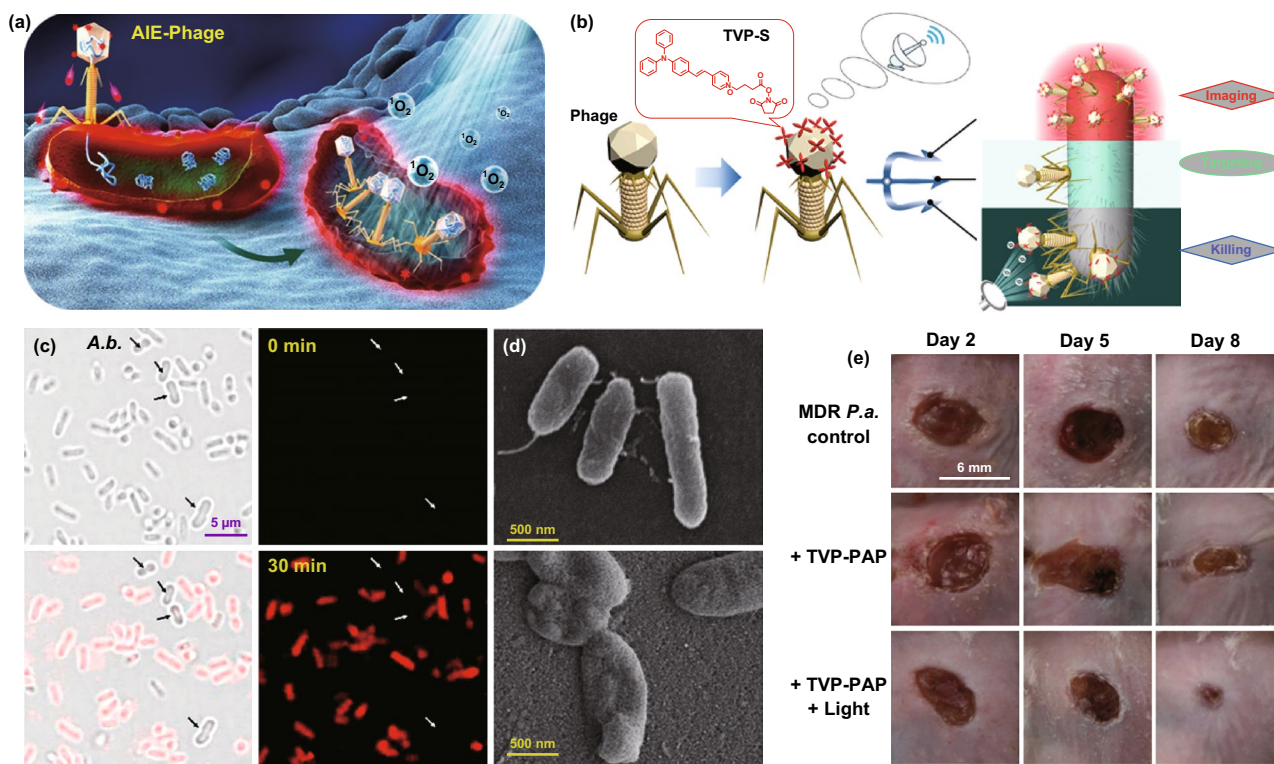 (a)
AIE-Phage
¹O₂
¹O₂
¹O₂
¹O₂
¹O₂
¹O₂
(b)
TVP-S
N
N
O
O
O
N
O
O
Phage
Imaging
Targeting
Killing
(c)
A.b.
5 µm
0 min
30 min
(d)
500 nm
500 nm
(e)
Day 2
Day 5
Day 8
MDR P.a.
control
6 mm
+ TVP-PAP
+ TVP-PAP
+ Light